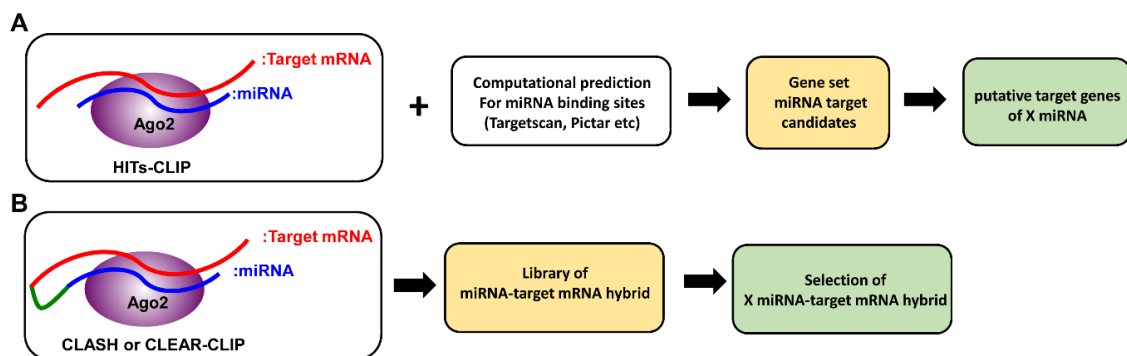 A
:Target mRNA
:miRNA
Ago2
HITs-CLIP
+
Computational prediction
For miRNA binding sites
(Targetscan, Pictar etc)
Gene set
miRNA target
candidates
putative target genes
of X miRNA
B
:Target mRNA
:miRNA
Ago2
CLASH or CLEAR-CLIP
Library of
miRNA-target mRNA hybrid
Selection of
X miRNA-target mRNA hybrid